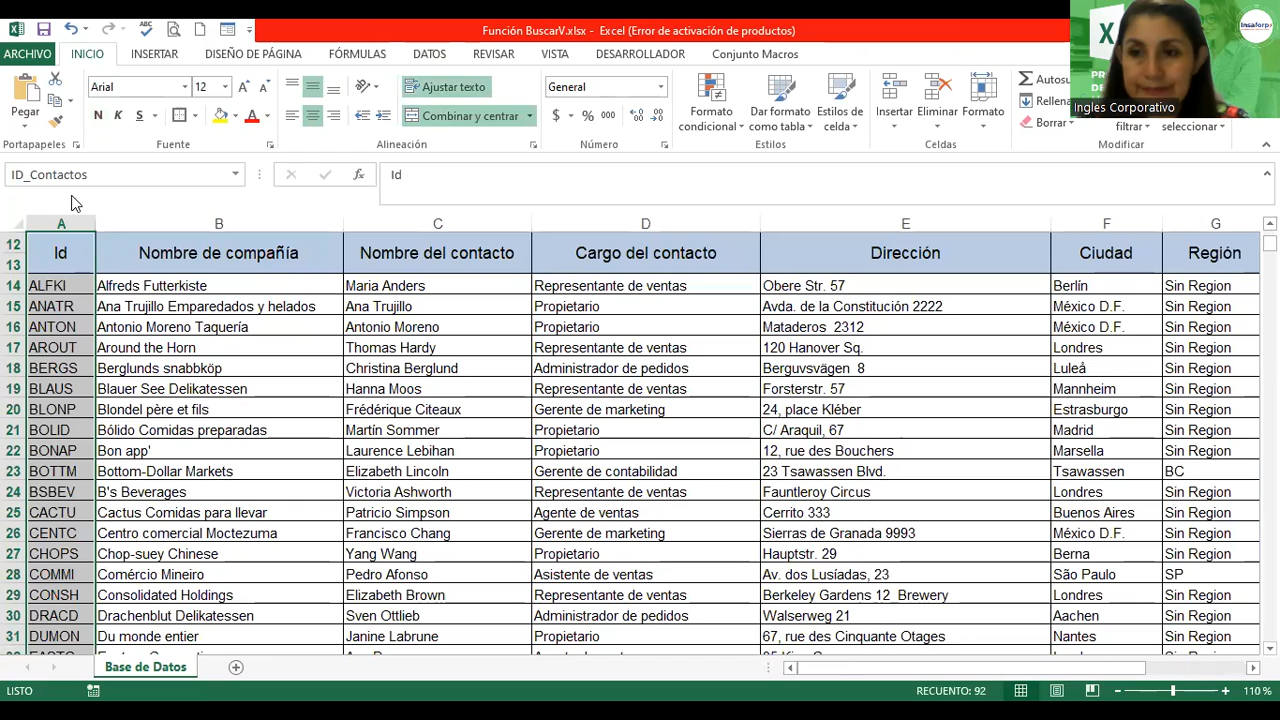 Función BuscarV.xlsx - Excel (Error de activación de productos)
ARCHIVO INICIO INSERTAR DISEÑO DE PÁGINA FÓRMULAS DATOS REVISAR VISTA DESARROLLADOR Conjunto Macros
Insaforp
Ingles Corporativo
Pegar
Arial 12
N K S
Ajustar texto
Combinar y centrar
General
$ % 000
Formato condicional
Dar formato como tabla
Estilos de celda
Insertar Eliminar Formato
Autosu
Rellena
Borrar
filtrar
seleccionar
Portapapeles Fuente Alineación Número Estilos Celdas Modificar
ID_Contactos fx Id
A B C D E F G
12
13 Id Nombre de compañía Nombre del contacto Cargo del contacto Dirección Ciudad Región
14 ALFKI Alfreds Futterkiste Maria Anders Representante de ventas Obere Str. 57 Berlín Sin Region
15 ANATR Ana Trujillo Emparedados y helados Ana Trujillo Propietario Avda. de la Constitución 2222 México D.F. Sin Region
16 ANTON Antonio Moreno Taquería Antonio Moreno Propietario Mataderos 2312 México D.F. Sin Region
17 AROUT Around the Horn Thomas Hardy Representante de ventas 120 Hanover Sq. Londres Sin Region
18 BERGS Berglunds snabbköp Christina Berglund Administrador de pedidos Berguvsvägen 8 Luleå Sin Region
19 BLAUS Blauer See Delikatessen Hanna Moos Representante de ventas Forsterstr. 57 Mannheim Sin Region
20 BLONP Blondel père et fils Frédérique Citeaux Gerente de marketing 24, place Kléber Estrasburgo Sin Region
21 BOLID Bólido Comidas preparadas Martín Sommer Propietario C/ Araquil, 67 Madrid Sin Region
22 BONAP Bon app' Laurence Lebihan Propietario 12, rue des Bouchers Marsella Sin Region
23 BOTTM Bottom-Dollar Markets Elizabeth Lincoln Gerente de contabilidad 23 Tsawassen Blvd. Tsawassen BC
24 BSBEV B's Beverages Victoria Ashworth Representante de ventas Fauntleroy Circus Londres Sin Region
25 CACTU Cactus Comidas para llevar Patricio Simpson Agente de ventas Cerrito 333 Buenos Aires Sin Region
26 CENTC Centro comercial Moctezuma Francisco Chang Gerente de marketing Sierras de Granada 9993 México D.F. Sin Region
27 CHOPS Chop-suey Chinese Yang Wang Propietario Hauptstr. 29 Berna Sin Region
28 COMMI Comércio Mineiro Pedro Afonso Asistente de ventas Av. dos Lusíadas, 23 São Paulo SP
29 CONSH Consolidated Holdings Elizabeth Brown Representante de ventas Berkeley Gardens 12 Brewery Londres Sin Region
30 DRACD Drachenblut Delikatessen Sven Ottlieb Administrador de pedidos Walserweg 21 Aachen Sin Region
31 DUMON Du monde entier Janine Labrune Propietario 67, rue des Cinquante Otages Nantes Sin Region
Base de Datos
LISTO RECUENTO: 92 110 %